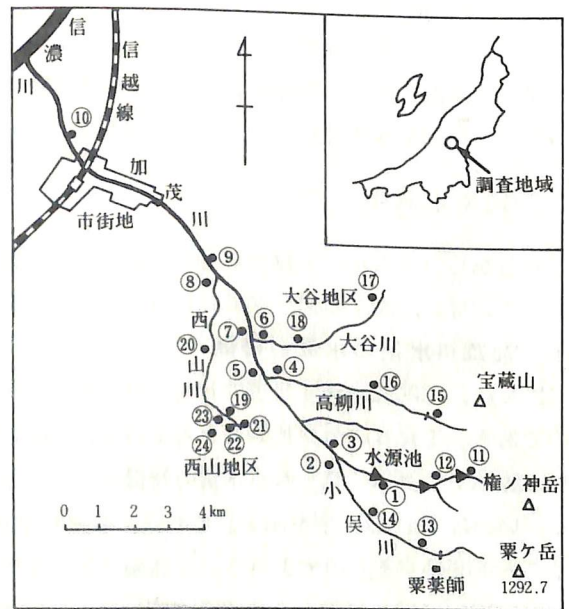 信濃川
信越線
⑩
加茂川
市街地
調査地域
⑨
⑧
大谷地区
⑰
⑦
⑥
⑱
大谷川
西山川
⑳
⑤
④
⑯
宝蔵山
高柳川
⑮
⑲
㉓
㉑
㉔
㉒
西山地区
③
②
水源池
⑫
⑪
権ノ神岳
①
小俣川
⑭
⑬
粟ケ岳
粟薬師
1292.7
0 1 2 3 4 km